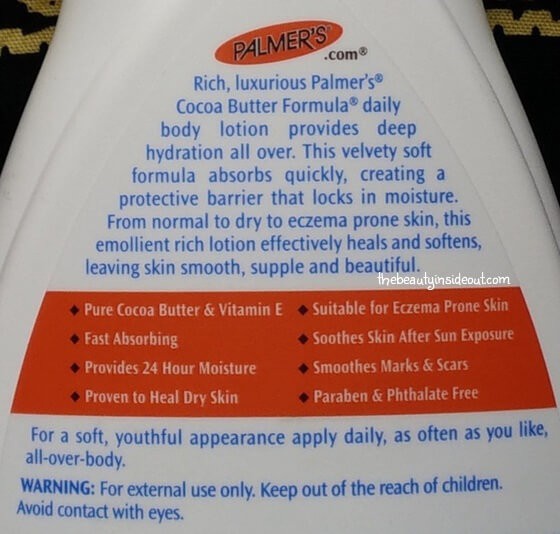 PALMER'S®
.com®
Rich, luxurious Palmer's®
Cocoa Butter Formula® daily
body lotion provides deep
hydration all over. This velvety soft
formula absorbs quickly, creating a
protective barrier that locks in moisture.
From normal to dry to eczema prone skin, this
emollient rich lotion effectively heals and softens,
leaving skin smooth, supple and beautiful.
thebeautyinsideout.com
◆ Pure Cocoa Butter & Vitamin E ◆ Suitable for Eczema Prone Skin
◆ Fast Absorbing ◆ Soothes Skin After Sun Exposure
◆ Provides 24 Hour Moisture ◆ Smoothes Marks & Scars
◆ Proven to Heal Dry Skin ◆ Paraben & Phthalate Free
For a soft, youthful appearance apply daily, as often as you like,
all-over-body.
WARNING: For external use only. Keep out of the reach of children.
Avoid contact with eyes.